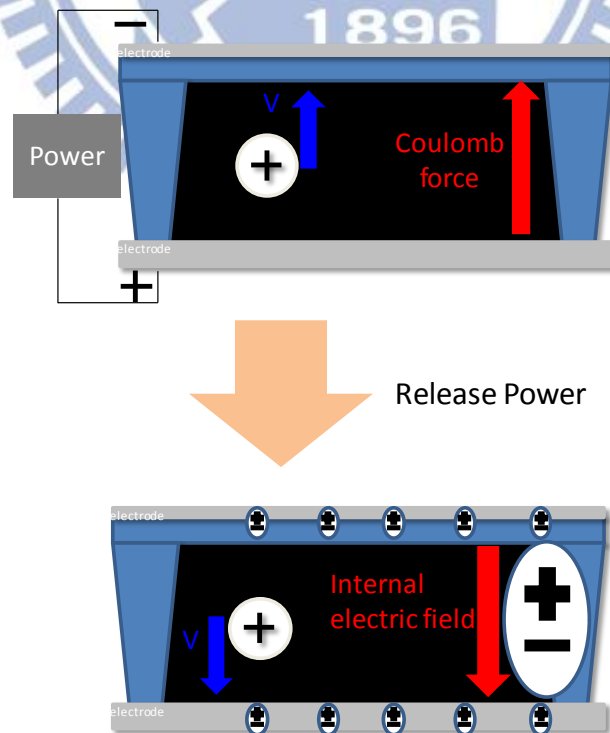 1896
−
electrode
V
+
Coulomb
force
Power
electrode
+
Release Power
electrode
± ± ± ± ±
Internal
electric field
+
−
V
+
electrode
± ± ± ± ±